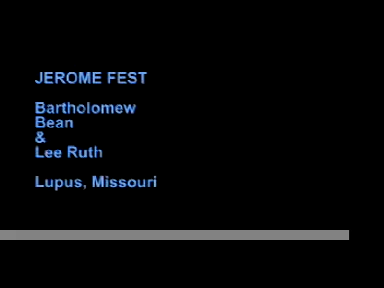 JEROME FEST
Bartholomew
Bean
&
Lee Ruth
Lupus, Missouri